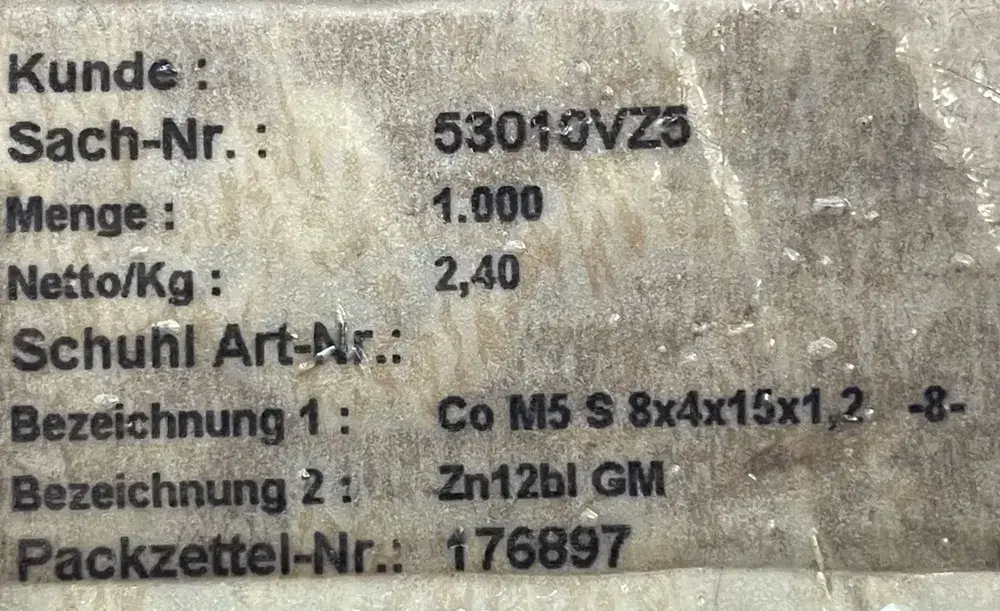 Kunde :
Sach-Nr. : 53010VZ5
Menge : 1.000
Netto/Kg : 2,40
Schuhl Art-Nr.:
Bezeichnung 1 : Co M5 S 8x4x15x1,2 -8-
Bezeichnung 2 : Zn12bl GM
Packzettel-Nr.: 176897